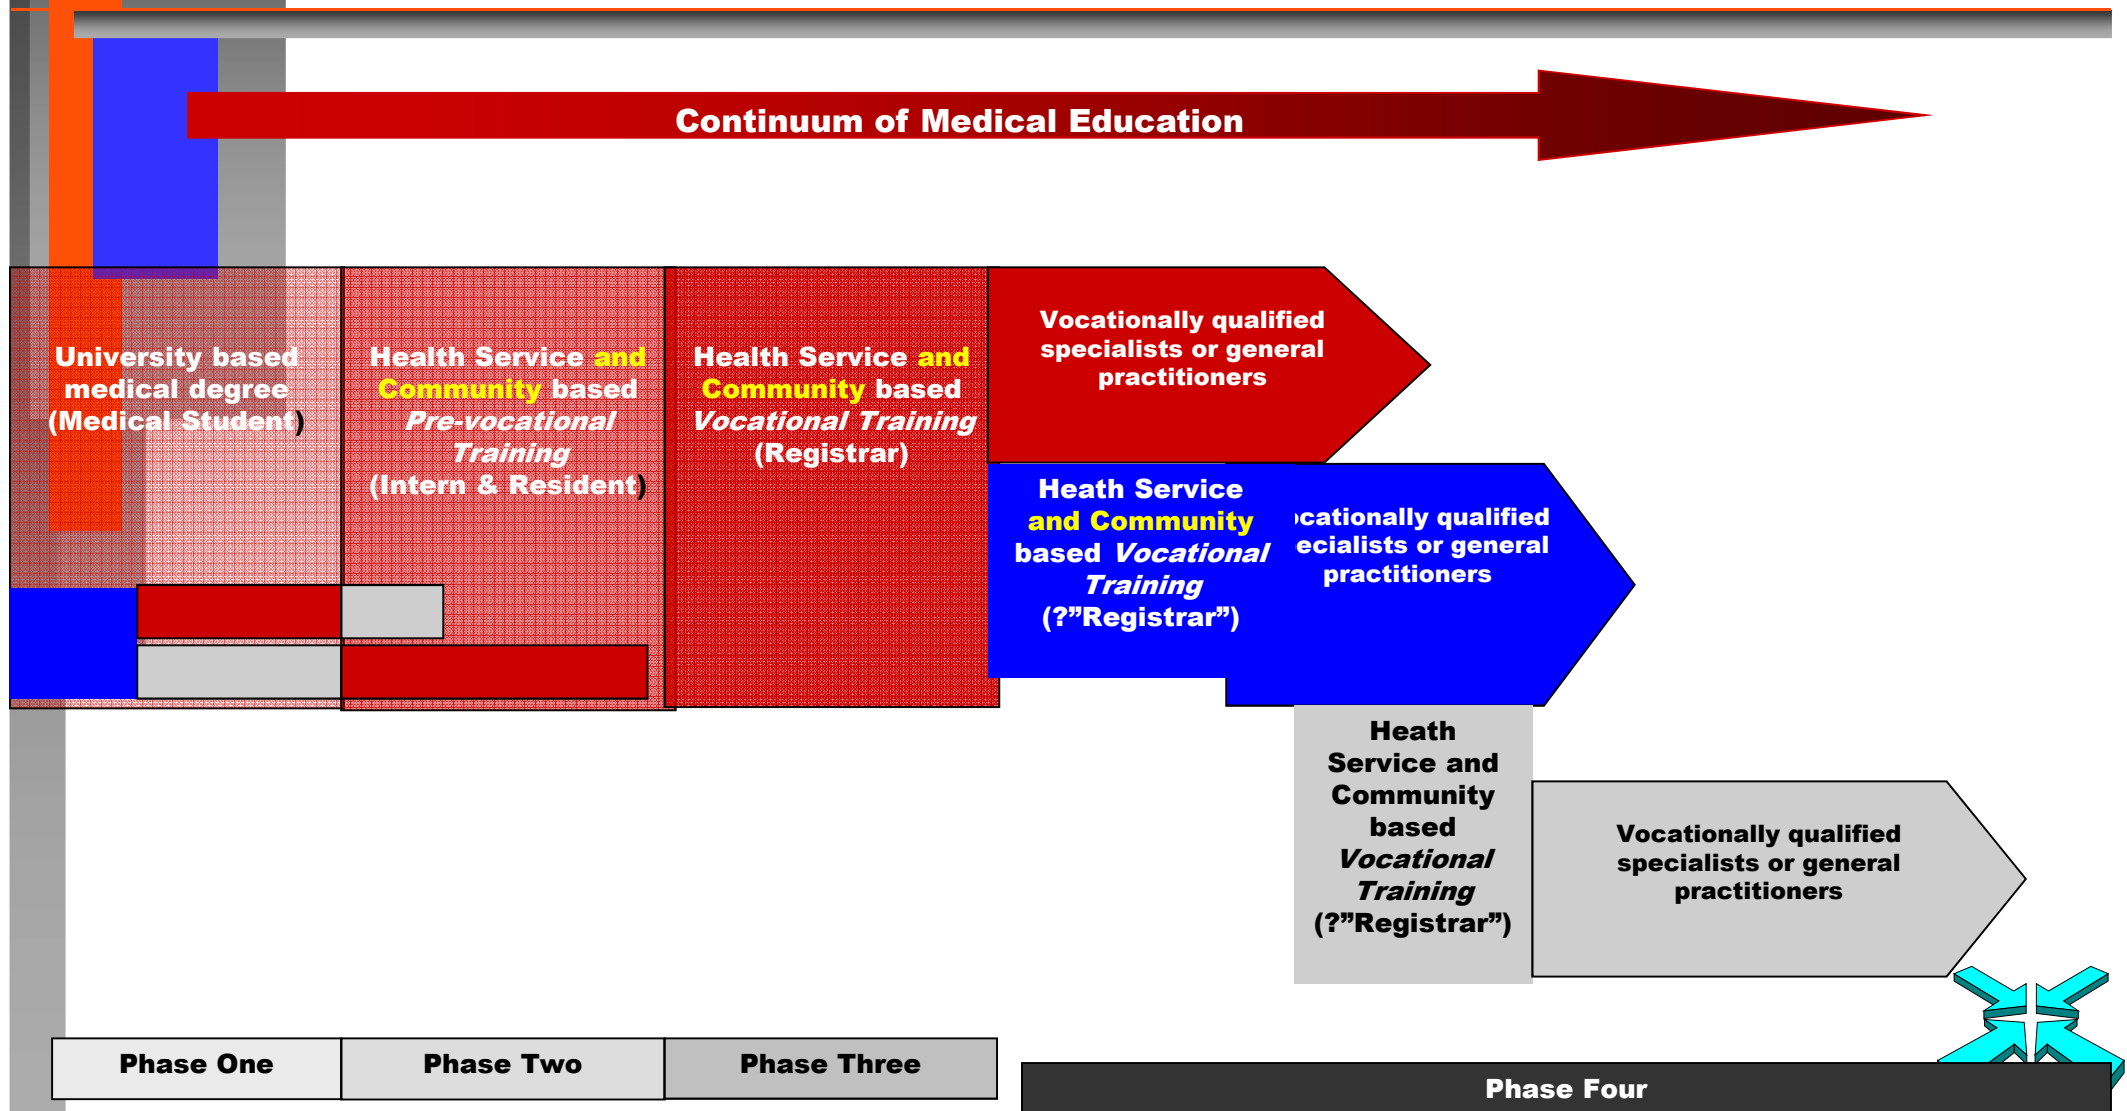 Continuum of Medical Education
University based
medical degree
(Medical Student)
Health Service and
Community based
Pre-vocational
Training
(Intern & Resident)
Health Service and
Community based
Vocational Training
(Registrar)
Vocationally qualified
specialists or general
practitioners
Heath Service
and Community
based Vocational
Training
(?”Registrar”)
ocationally qualified
ecialists or general
practitioners
Heath
Service and
Community
based
Vocational
Training
(?”Registrar”)
Vocationally qualified
specialists or general
practitioners
Phase One
Phase Two
Phase Three
Phase Four